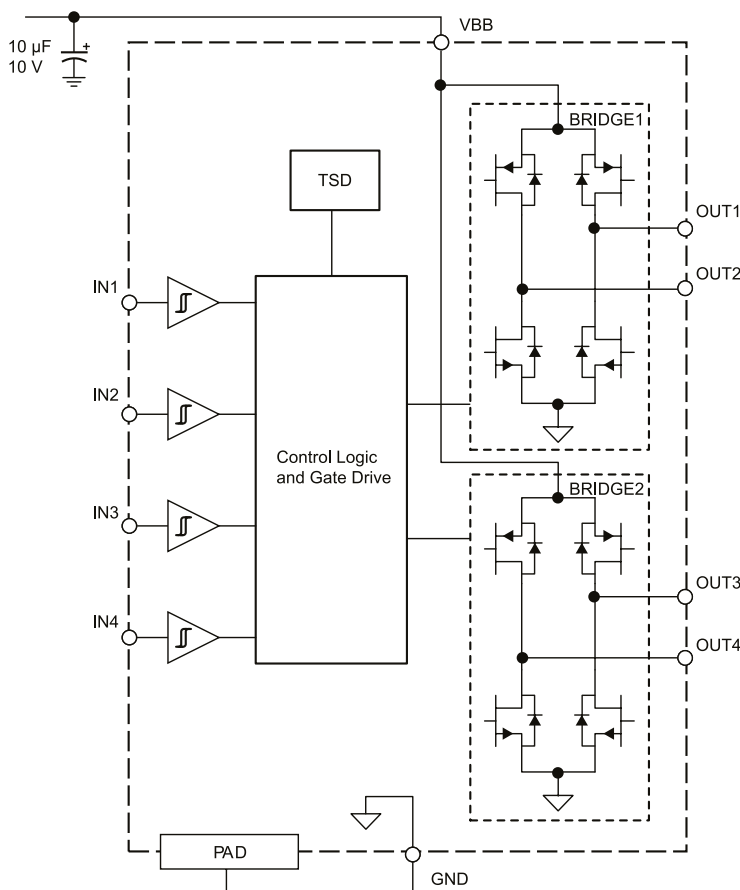 VBB
10 µF
10 V
+
BRIDGE1
TSD
OUT1
OUT2
IN1
IN2
Control Logic
and Gate Drive
BRIDGE2
IN3
OUT3
IN4
OUT4
PAD
GND